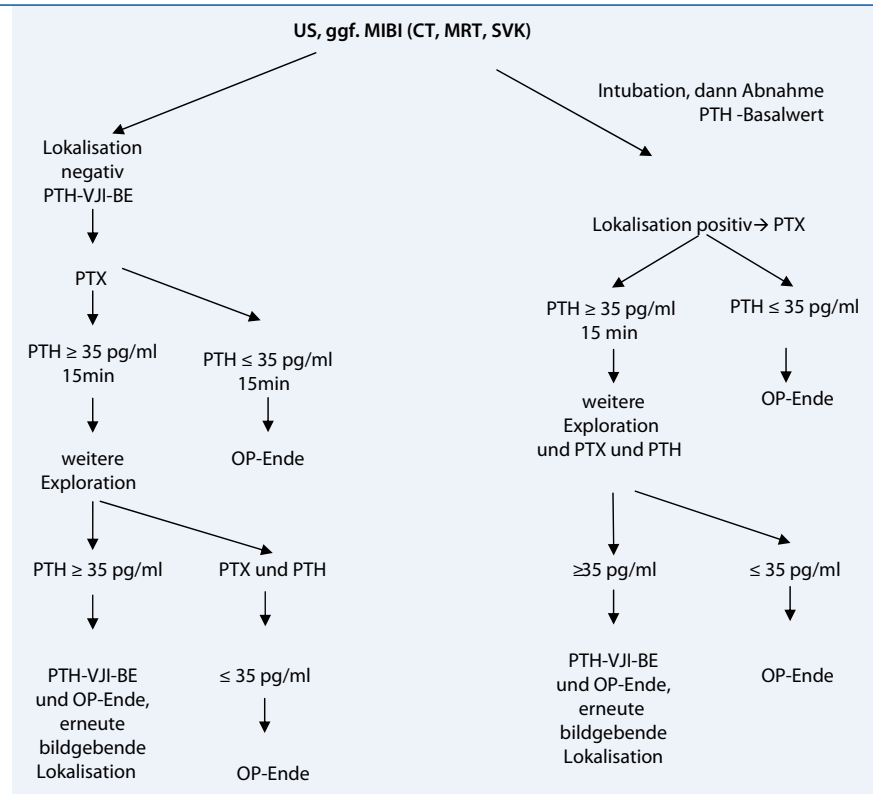 US, ggf. MIBI (CT, MRT, SVK)
Intubation, dann Abnahme
PTH -Basalwert
Lokalisation
negativ
PTH-VJI-BE
Lokalisation positiv→ PTX
PTX
PTH ≥ 35 pg/ml
15 min
PTH ≤ 35 pg/ml
PTH ≥ 35 pg/ml
15min
PTH ≤ 35 pg/ml
15min
weitere
Exploration
und PTX und PTH
OP-Ende
weitere
Exploration
OP-Ende
PTH ≥ 35 pg/ml
PTX und PTH
≥35 pg/ml
≤ 35 pg/ml
PTH-VJI-BE
und OP-Ende,
erneute
bildgebende
Lokalisation
≤ 35 pg/ml
OP-Ende
PTH-VJI-BE
und OP-Ende,
erneute
bildgebende
Lokalisation
OP-Ende